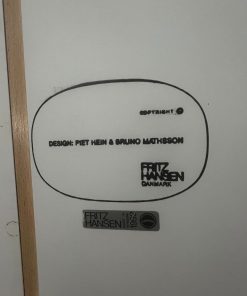 COPYRIGHT
DESIGN: PIET HEIN & BRUNO MATHSSON
FRITZ
HANSEN
DANMARK
FRITZ
HANSEN